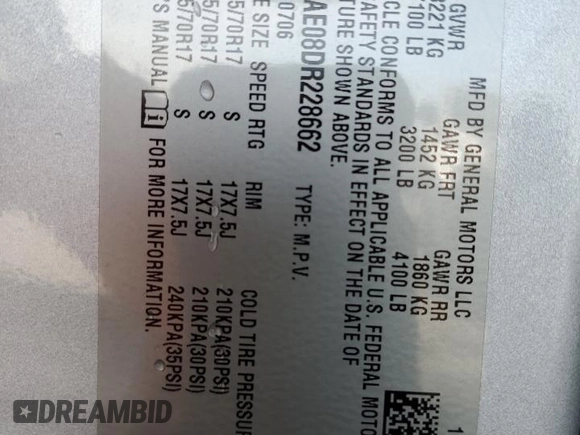 MFD BY GENERAL MOTORS LLC
GVWR GAWR FRT GAWR RR
3221 KG 1452 KG 1860 KG
7100 LB 3200 LB 4100 LB
CLE CONFORMS TO ALL APPLICABLE U.S. FEDERAL MOTO
AFETY STANDARDS IN EFFECT ON THE DATE OF
TURE SHOWN ABOVE.
AE08DR228662 TYPE: M.P.V.
0706
E SIZE SPEED RTG RIM COLD TIRE PRESSUR
5/70R17 S 17X7.5J 210KPA(30PSI)
5/70R17 S 17X7.5J 210KPA(30PSI)
5/70R17 S 17X7.5J 240KPA(35PSI)
'S MANUAL i FOR MORE INFORMATION.
DREAMBID